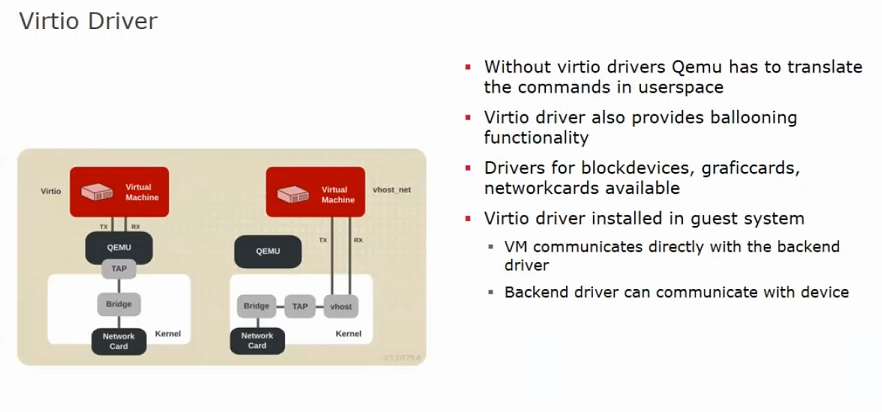 Virtio Driver
Without virtio drivers Qemu has to translate
the commands in userspace
Virtio driver also provides ballooning
functionality
Drivers for blockdevices, graficcards,
networkcards available
Virtio driver installed in guest system
VM communicates directly with the backend
driver
Backend driver can communicate with device
Virtio
Virtual
Machine
TX
RX
QEMU
TAP
Bridge
Network
Card
Kernel
vhost_net
Virtual
Machine
TX
RX
QEMU
Bridge
TAP
vhost
Network
Card
Kernel